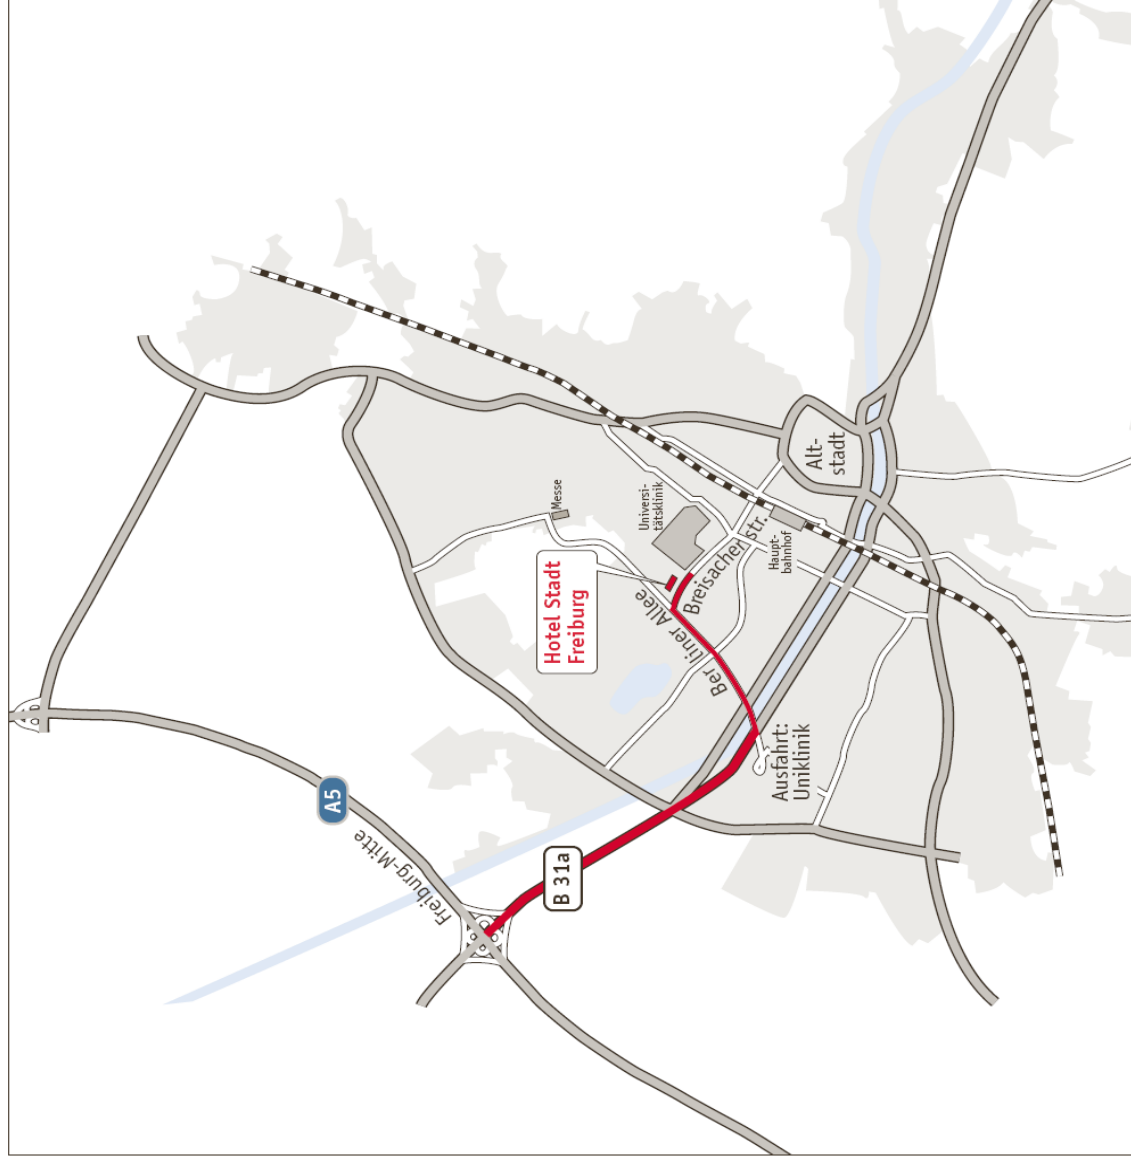 A5
Freiburg-Mitte
B 31a
Hotel Stadt
Freiburg
Messe
Universi-
tätsklinik
Berliner Allee
Breisacher Str.
Haupt-
bahnhof
Alt-
stadt
Ausfahrt:
Uniklinik